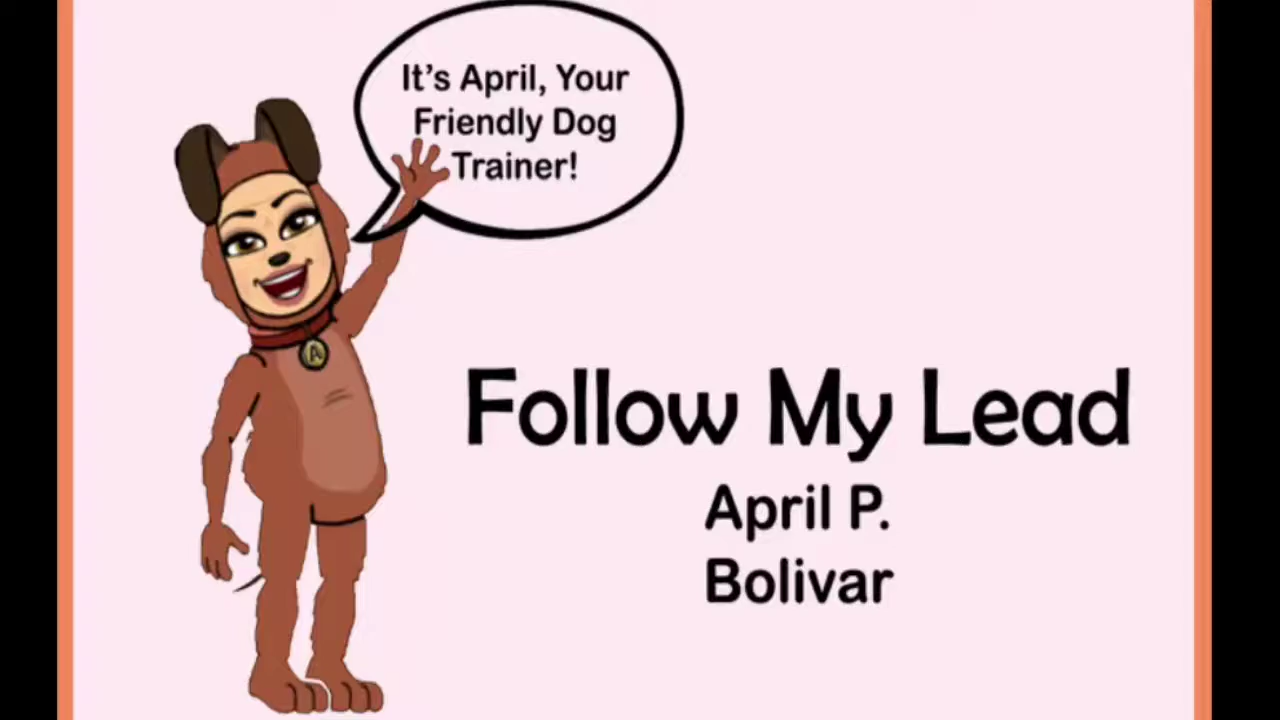 It’s April, Your
Friendly Dog
Trainer!
A
Follow My Lead
April P.
Bolivar